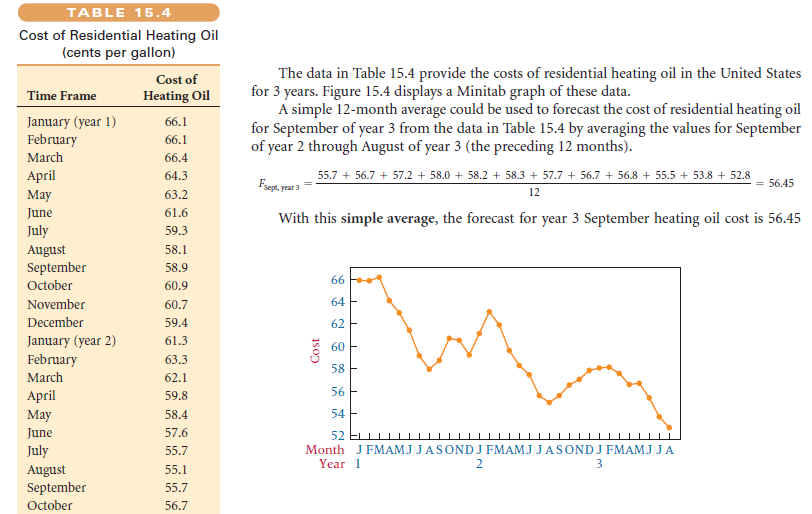 TABLE 15.4
Cost of Residential Heating Oil
(cents per gallon)
Time Frame Cost of Heating Oil
January (year 1) 66.1
February 66.1
March 66.4
April 64.3
May 63.2
June 61.6
July 59.3
August 58.1
September 58.9
October 60.9
November 60.7
December 59.4
January (year 2) 61.3
February 63.3
March 62.1
April 59.8
May 58.4
June 57.6
July 55.7
August 55.1
September 55.7
October 56.7
The data in Table 15.4 provide the costs of residential heating oil in the United States
for 3 years. Figure 15.4 displays a Minitab graph of these data.
A simple 12-month average could be used to forecast the cost of residential heating oil
for September of year 3 from the data in Table 15.4 by averaging the values for September
of year 2 through August of year 3 (the preceding 12 months).
F Sept, year 3 = 55.7 + 56.7 + 57.2 + 58.0 + 58.2 + 58.3 + 57.7 + 56.7 + 56.8 + 55.5 + 53.8 + 52.8 / 12 = 56.45
With this simple average, the forecast for year 3 September heating oil cost is 56.45
66
64
62
60
58
56
54
52
Cost
Month J F M A M J J A S O N D J F M A M J J A S O N D J F M A M J J A
Year 1 2 3